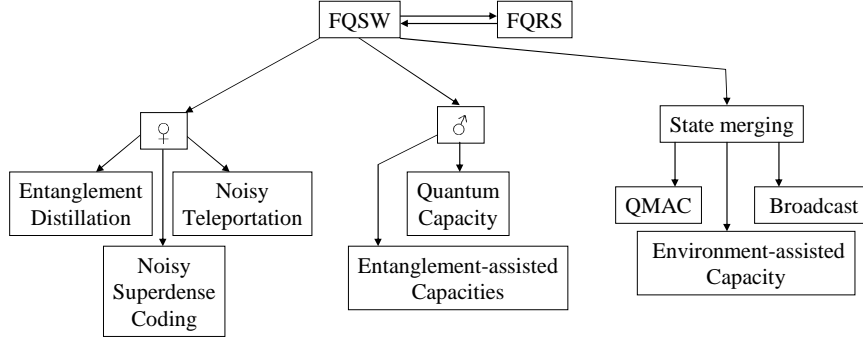 FQSW
FQRS
♀
♂
State merging
Entanglement
Distillation
Noisy
Teleportation
Quantum
Capacity
QMAC
Broadcast
Noisy
Superdense
Coding
Entanglement-assisted
Capacities
Environment-assisted
Capacity